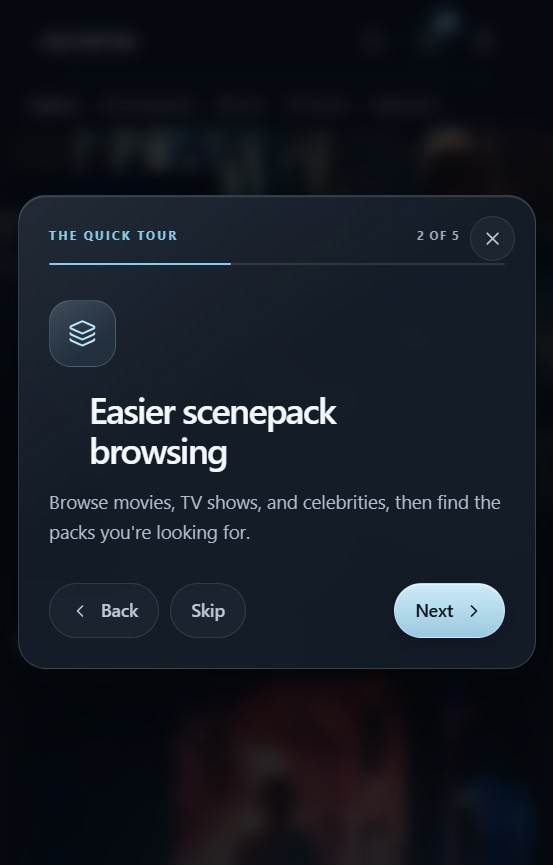 THE QUICK TOUR
2 OF 5
Easier scenepack
browsing
Browse movies, TV shows, and celebrities, then find the
packs you're looking for.
Back
Skip
Next